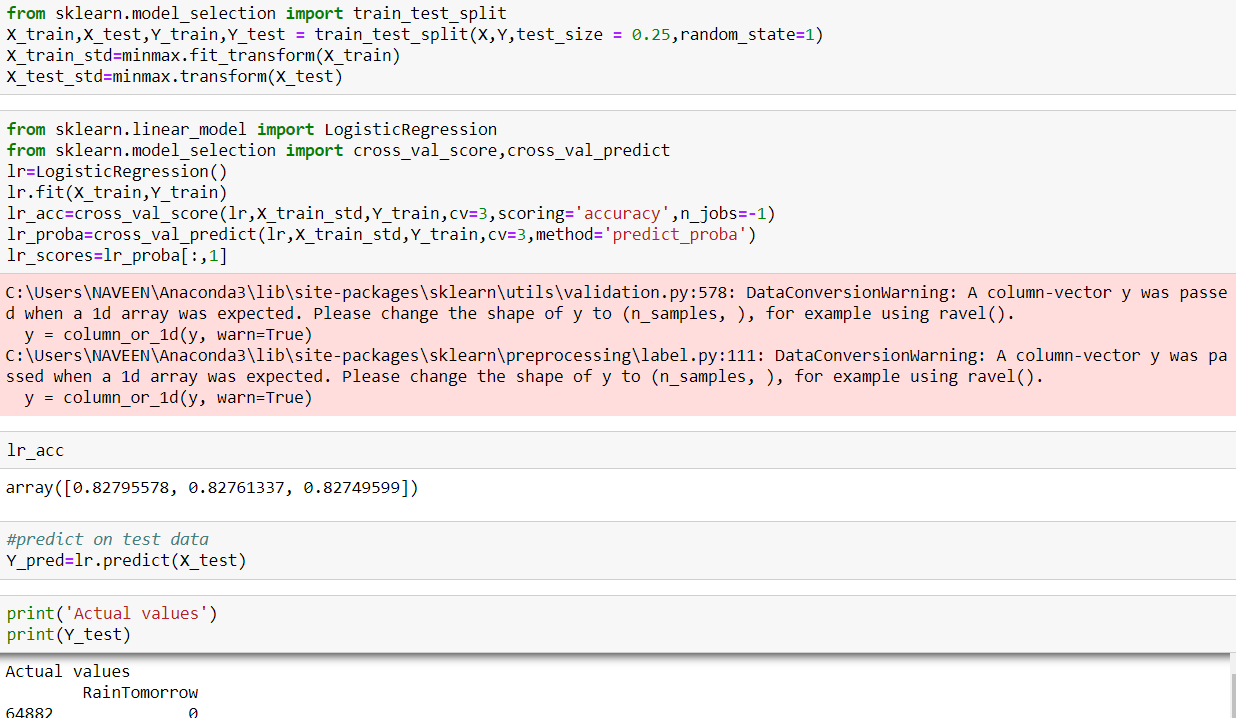 from sklearn.model_selection import train_test_split
X_train,X_test,Y_train,Y_test = train_test_split(X,Y,test_size = 0.25,random_state=1)
X_train_std=minmax.fit_transform(X_train)
X_test_std=minmax.transform(X_test)
from sklearn.linear_model import LogisticRegression
from sklearn.model_selection import cross_val_score,cross_val_predict
lr=LogisticRegression()
lr.fit(X_train,Y_train)
lr_acc=cross_val_score(lr,X_train_std,Y_train,cv=3,scoring='accuracy',n_jobs=-1)
lr_proba=cross_val_predict(lr,X_train_std,Y_train,cv=3,method='predict_proba')
lr_scores=lr_proba[:,1]
C:\Users\NAVEEN\Anaconda3\lib\site-packages\sklearn\utils\validation.py:578: DataConversionWarning: A column-vector y was passe
d when a 1d array was expected. Please change the shape of y to (n_samples, ), for example using ravel().
  y = column_or_1d(y, warn=True)
C:\Users\NAVEEN\Anaconda3\lib\site-packages\sklearn\preprocessing\label.py:111: DataConversionWarning: A column-vector y was pa
ssed when a 1d array was expected. Please change the shape of y to (n_samples, ), for example using ravel().
  y = column_or_1d(y, warn=True)
lr_acc
array([0.82795578, 0.82761337, 0.82749599])
#predict on test data
Y_pred=lr.predict(X_test)
print('Actual values')
print(Y_test)
Actual values
RainTomorrow
64882 0